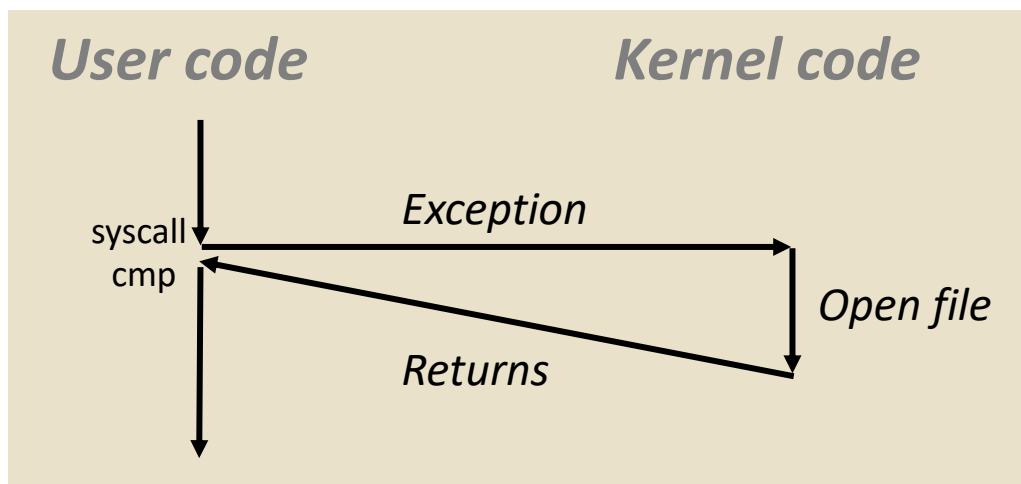 User code
Kernel code
Exception
syscall
cmp
Open file
Returns